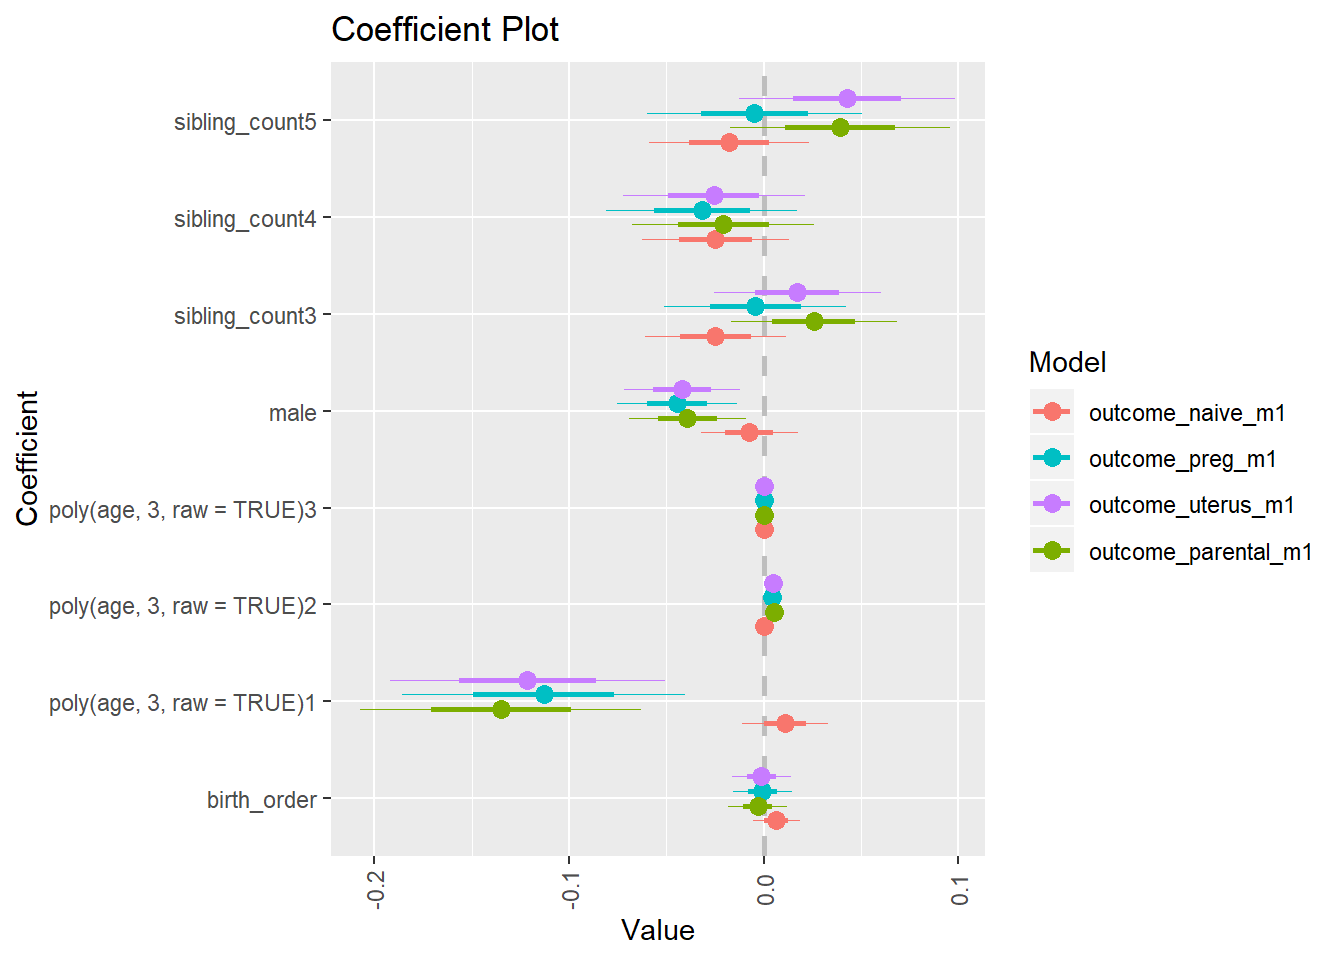 Coefficient Plot
Coefficient
sibling_count5
sibling_count4
sibling_count3
male
poly(age, 3, raw = TRUE)3
poly(age, 3, raw = TRUE)2
poly(age, 3, raw = TRUE)1
birth_order
-0.2
-0.1
0.0
0.1
Value
Model
outcome_naive_m1
outcome_preg_m1
outcome_uterus_m1
outcome_parental_m1